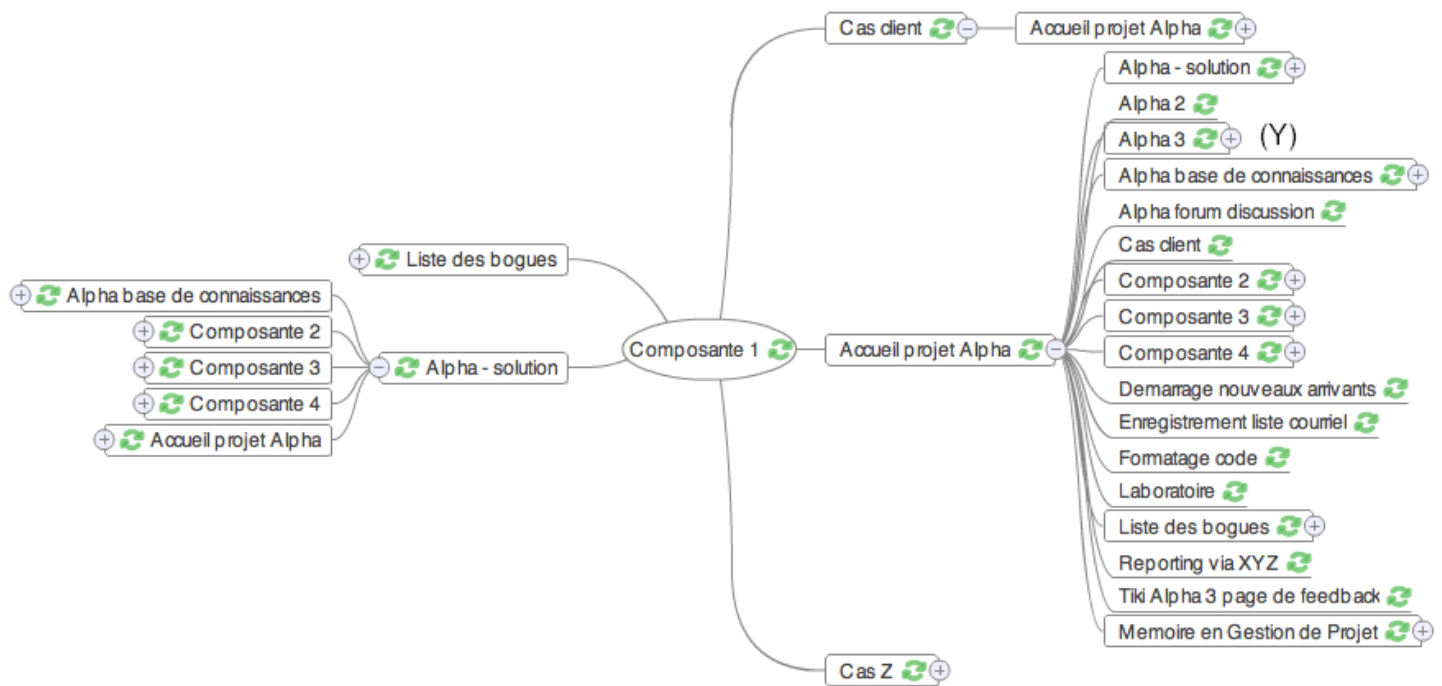 Cas client
Accueil projet Alpha
Alpha - solution
Alpha 2
Alpha 3
(Y)
Alpha base de connaissances
Alpha forum discussion
Cas client
Composante 2
Composante 3
Composante 4
Demarrage nouveaux arrivants
Enregistrement liste courriel
Formatage code
Laboratoire
Liste des bogues
Reporting via XYZ
Tiki Alpha 3 page de feedback
Memoire en Gestion de Projet
Accueil projet Alpha
Composante 1
Liste des bogues
Alpha - solution
Alpha base de connaissances
Composante 2
Composante 3
Composante 4
Accueil projet Alpha
Cas Z